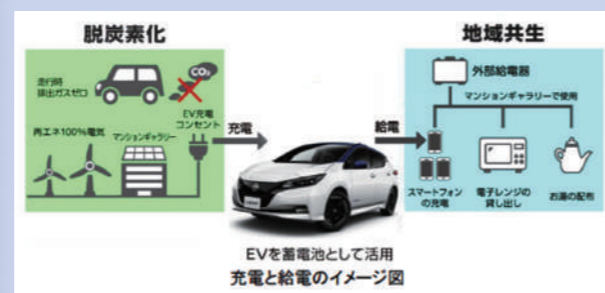 脱炭素化
走行時
排出ガスゼロ
CO₂
EV充電
コンセント
再エネ100%電気
マンションギャラリー
充電
給電
地域共生
外部給電器
マンションギャラリーで使用
スマートフォン
の充電
電子レンジの
貸し出し
お湯の配布
EVを蓄電池として活用
充電と給電のイメージ図